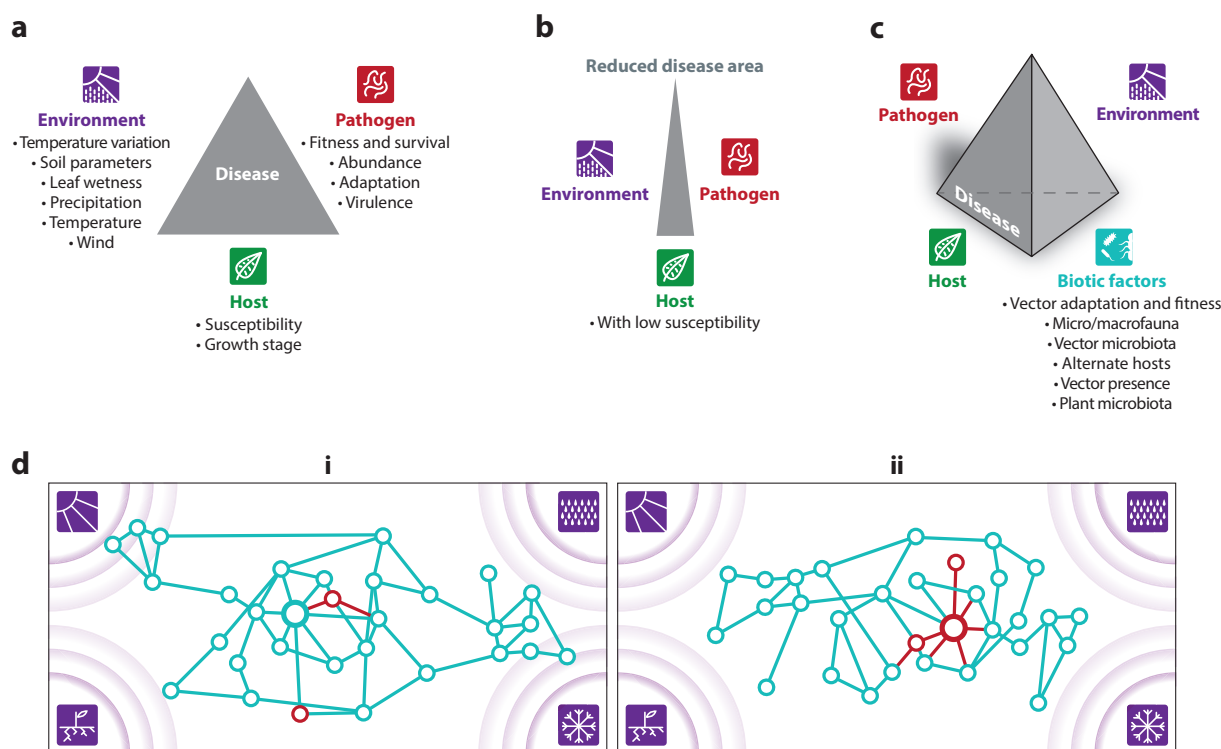 a
Environment
• Temperature variation
• Soil parameters
• Leaf wetness
• Precipitation
• Temperature
• Wind
Disease
Pathogen
• Fitness and survival
• Abundance
• Adaptation
• Virulence
Host
• Susceptibility
• Growth stage
b
Reduced disease area
Environment
Pathogen
Host
• With low susceptibility
c
Pathogen
Environment
Disease
Host
Biotic factors
• Vector adaptation and fitness
• Micro/macrofauna
• Vector microbiota
• Alternate hosts
• Vector presence
• Plant microbiota
d
i
ii